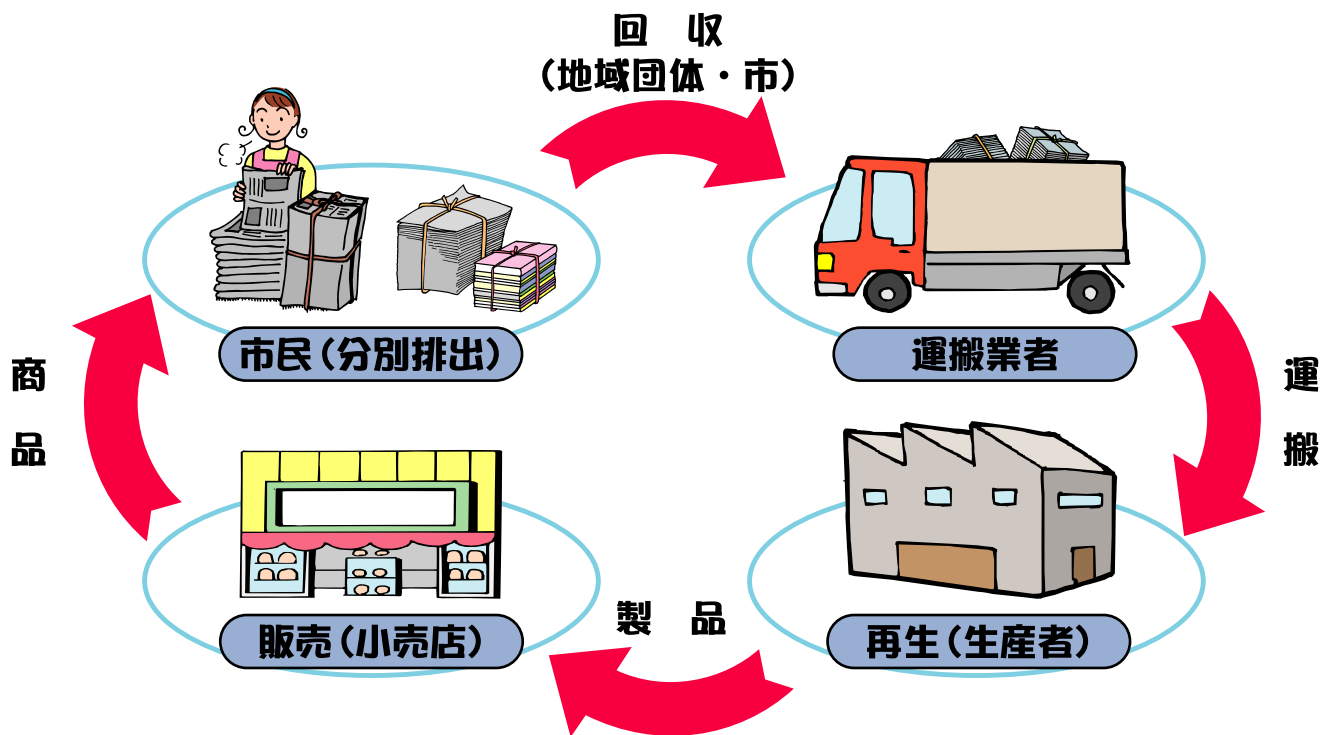 回 収
(地域団体・市)
市民(分別排出)
運搬業者
商品
運搬
製 品
販売(小売店)
再生(生産者)